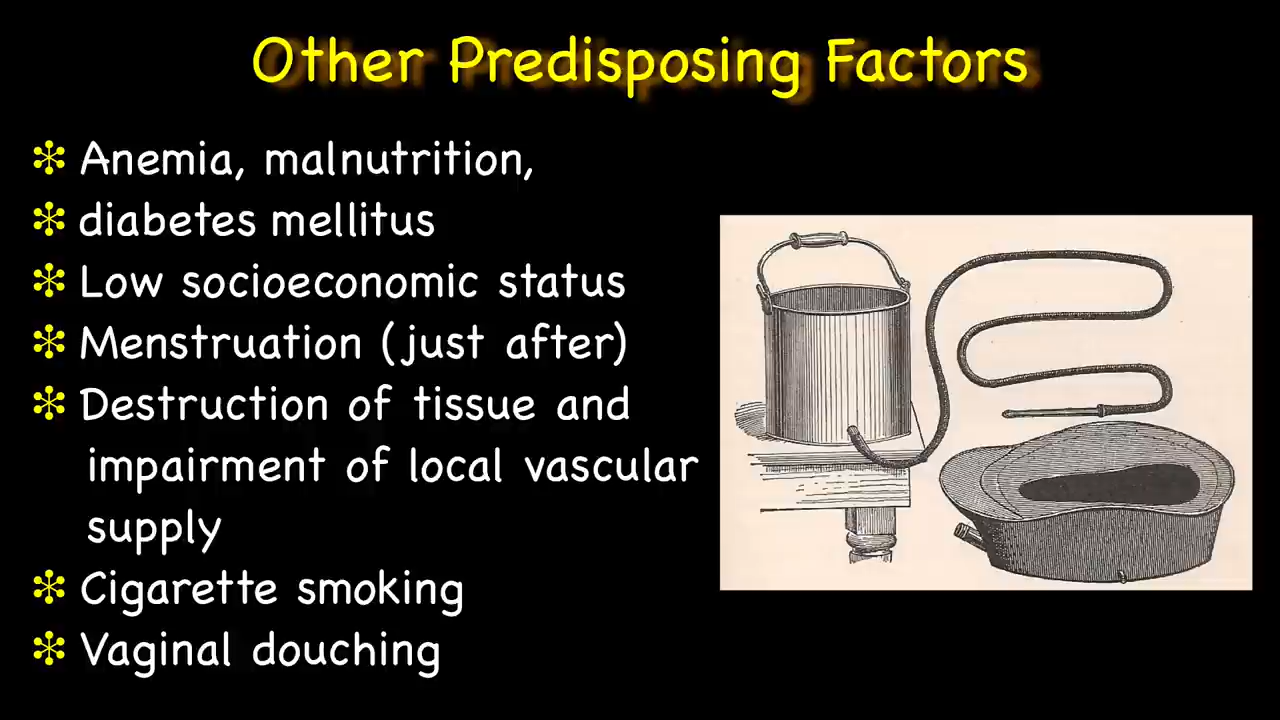 Other Predisposing Factors
❇ Anemia, malnutrition,
❇ diabetes mellitus
❇ Low socioeconomic status
❇ Menstruation (just after)
❇ Destruction of tissue and
impairment of local vascular
supply
❇ Cigarette smoking
❇ Vaginal douching